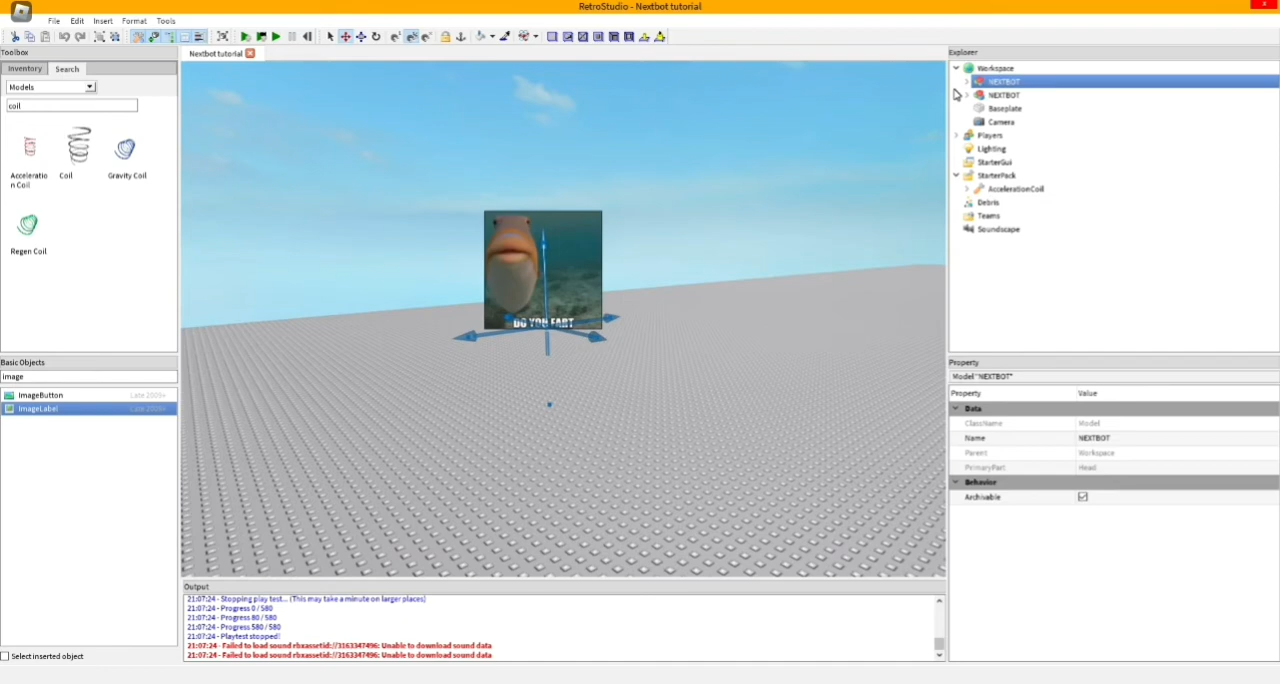 RetroStudio - Nextbot tutorial
File Edit Insert Format Tools
Toolbox
Inventory Search
Models
coil
Acceleratio
n Coil
Coil
Gravity Coil
Regen Coil
Basic Objects
image
ImageButton Late 2009+
ImageLabel Late 2009+
Select inserted object
Nextbot tutorial
DO YOU FART
Output
21:07:24 - Stopping play test... (This may take a minute on larger places)
21:07:24 - Progress 0 / 580
21:07:24 - Progress 80 / 580
21:07:24 - Progress 580 / 580
21:07:24 - Playtest stopped!
21:07:24 - Failed to load sound rbxassetid://3163347496: Unable to download sound data
21:07:24 - Failed to load sound rbxassetid://3163347496: Unable to download sound data
Explorer
Workspace
NEXTBOT
NEXTBOT
Baseplate
Camera
Players
Lighting
StarterGui
StarterPack
AccelerationCoil
Debris
Teams
Soundscape
Property
Model "NEXTBOT"
Property Value
Data
ClassName Model
Name NEXTBOT
Parent Workspace
PrimaryPart Head
Behavior
Archivable